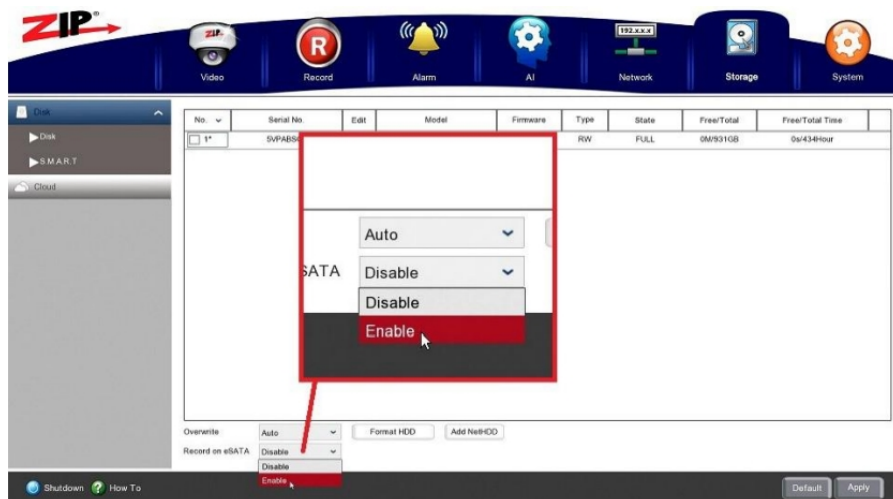 ZIP
ZIP
R
192.x.x.x
Video Record Alarm AI Network Storage System
Disk
Disk
S.M.A.R.T
Cloud
No. Serial No. Edit Model Firmware Type State Free/Total Free/Total Time
1* RW FULL 0M/931GB 0s/434Hour
Auto
SATA Disable
Disable
Enable
Overwrite Auto Format HDD Add NetHDD
Record on eSATA Disable
Disable
Enable
Shutdown ? How To Default Apply